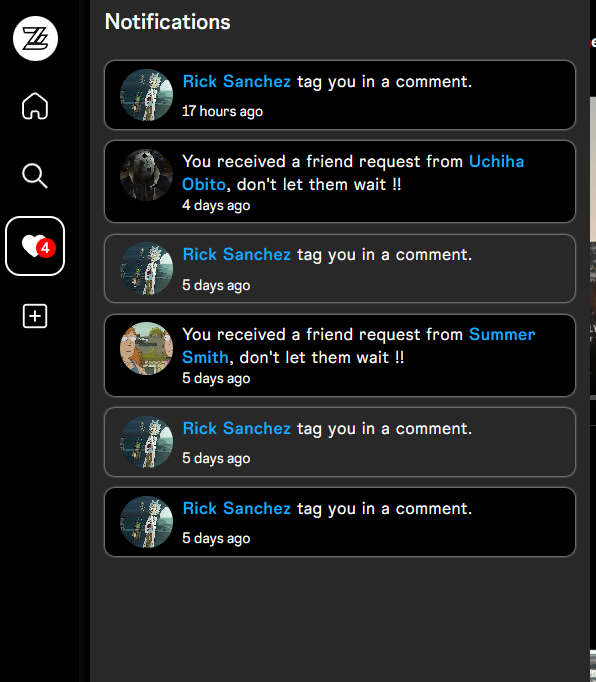 Notifications
Rick Sanchez tag you in a comment.
17 hours ago
You received a friend request from Uchiha
Obito, don't let them wait !!
4 days ago
4
Rick Sanchez tag you in a comment.
5 days ago
You received a friend request from Summer
Smith, don't let them wait !!
5 days ago
Rick Sanchez tag you in a comment.
5 days ago
Rick Sanchez tag you in a comment.
5 days ago